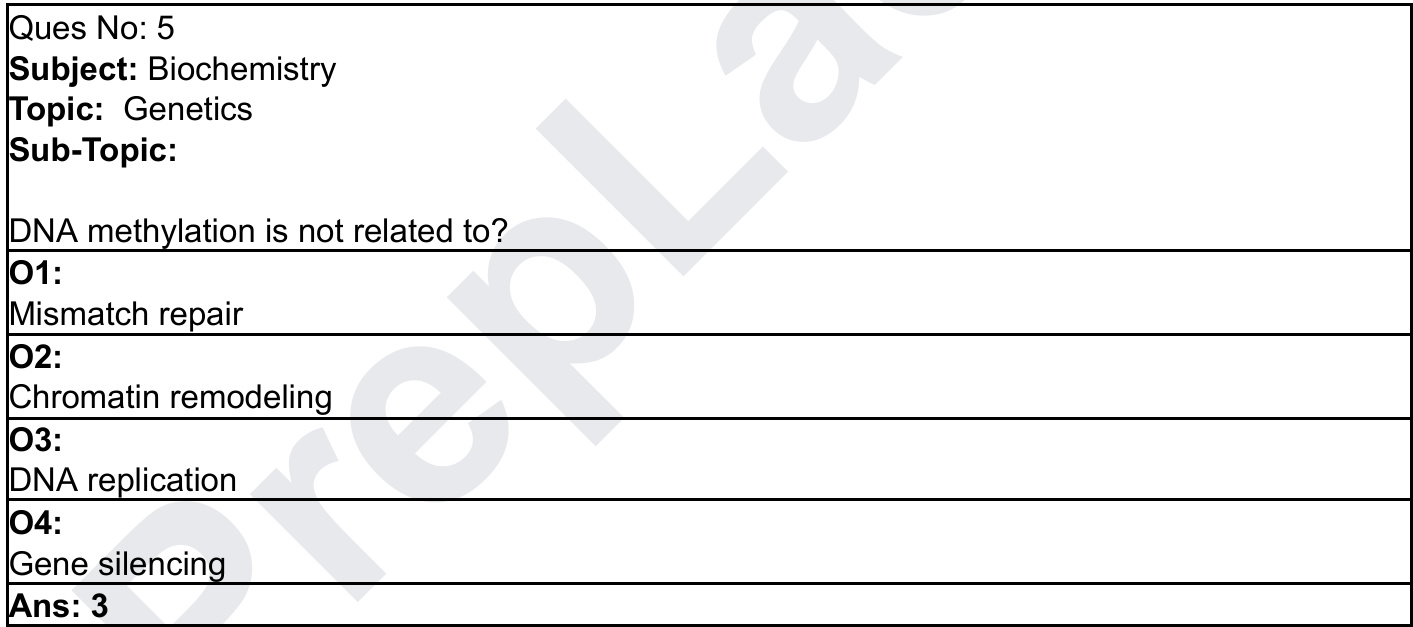 Ques No: 5
Subject: Biochemistry
Topic: Genetics
Sub-Topic:
DNA methylation is not related to?
O1:
Mismatch repair
O2:
Chromatin remodeling
O3:
DNA replication
O4:
Gene silencing
Ans: 3